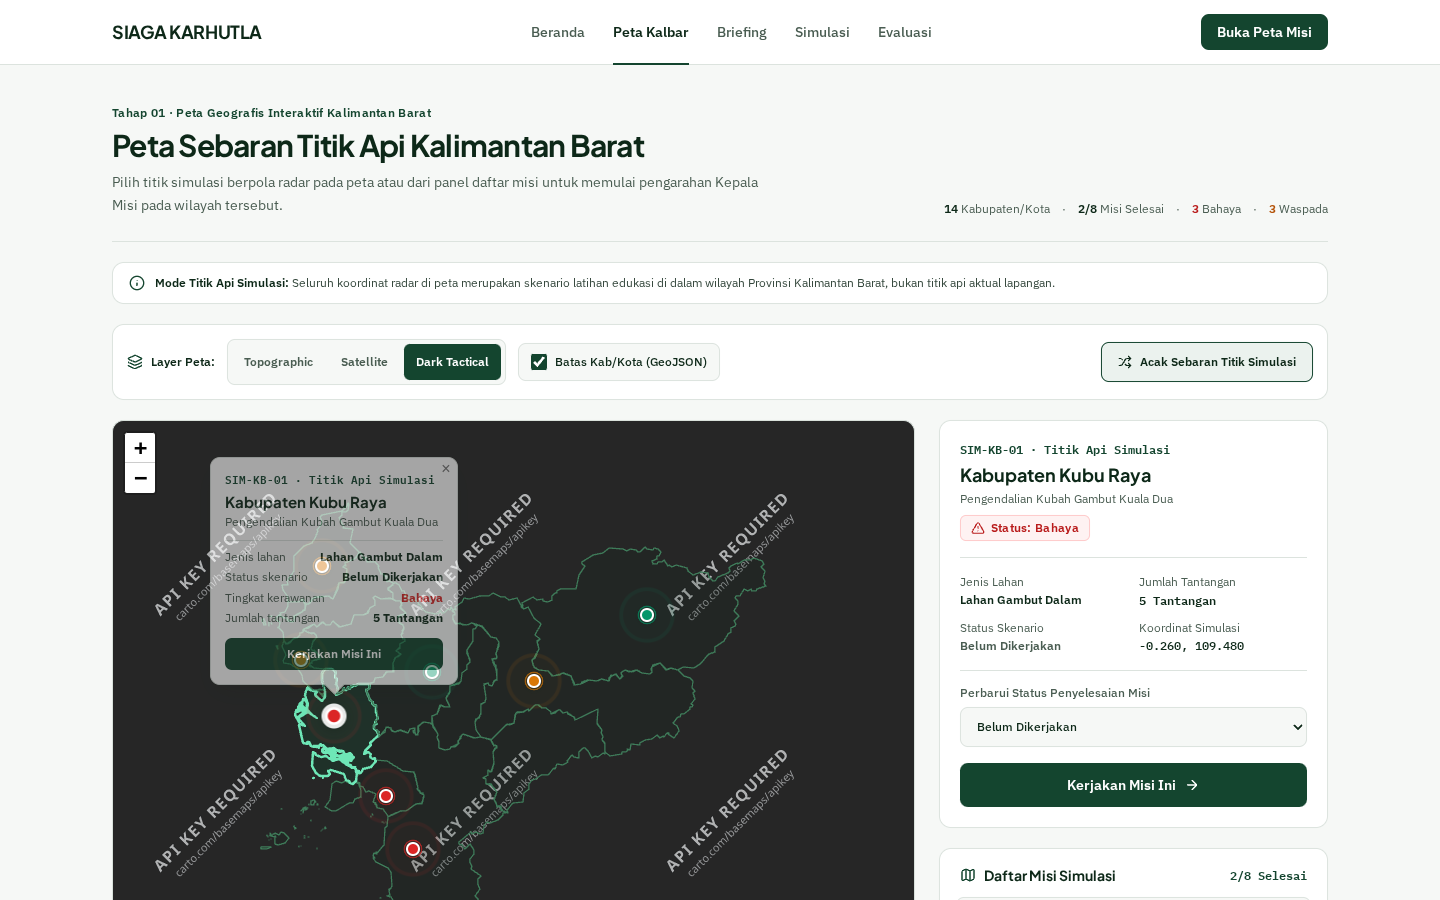 SIAGA KARHUTLA
Beranda
Peta Kalbar
Briefing
Simulasi
Evaluasi
Buka Peta Misi
Tahap 01 · Peta Geografis Interaktif Kalimantan Barat
Peta Sebaran Titik Api Kalimantan Barat
Pilih titik simulasi berpola radar pada peta atau dari panel daftar misi untuk memulai pengarahan Kepala
Misi pada wilayah tersebut.
14 Kabupaten/Kota · 2/8 Misi Selesai · 3 Bahaya · 3 Waspada
Mode Titik Api Simulasi: Seluruh koordinat radar di peta merupakan skenario latihan edukasi di dalam wilayah Provinsi Kalimantan Barat, bukan titik api aktual lapangan.
Layer Peta:
Topographic
Satellite
Dark Tactical
Batas Kab/Kota (GeoJSON)
Acak Sebaran Titik Simulasi
+
−
×
SIM-KB-01 · Titik Api Simulasi
Kabupaten Kubu Raya
Pengendalian Kubah Gambut Kuala Dua
Jenis lahan Lahan Gambut Dalam
Status skenario Belum Dikerjakan
Tingkat kerawanan Bahaya
Jumlah tantangan 5 Tantangan
Kerjakan Misi Ini
API KEY REQUIRED
carto.com/basemaps/apikey
API KEY REQUIRED
carto.com/basemaps/apikey
API KEY REQUIRED
carto.com/basemaps/apikey
API KEY REQUIRED
carto.com/basemaps/apikey
API KEY REQUIRED
carto.com/basemaps/apikey
API KEY REQUIRED
carto.com/basemaps/apikey
SIM-KB-01 · Titik Api Simulasi
Kabupaten Kubu Raya
Pengendalian Kubah Gambut Kuala Dua
Status: Bahaya
Jenis Lahan
Lahan Gambut Dalam
Jumlah Tantangan
5 Tantangan
Status Skenario
Belum Dikerjakan
Koordinat Simulasi
-0.260, 109.480
Perbarui Status Penyelesaian Misi
Belum Dikerjakan
Kerjakan Misi Ini →
Daftar Misi Simulasi
2/8 Selesai